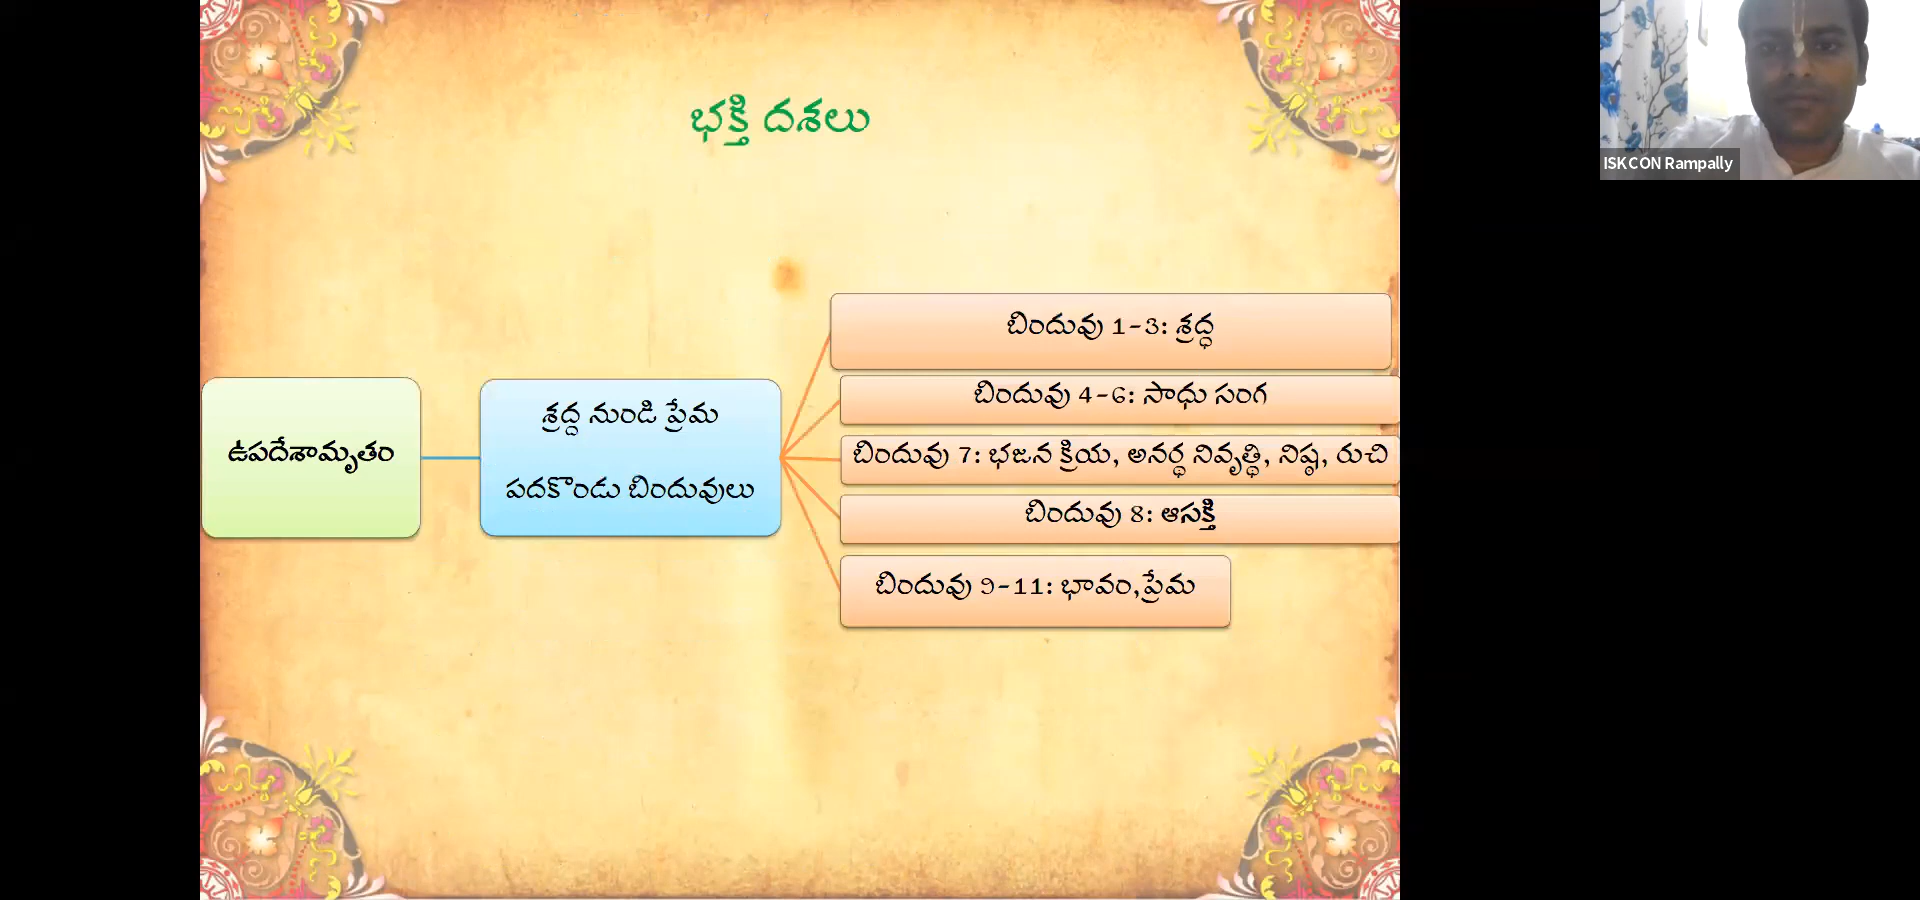 భక్తి దశలు
ISKCON Rampally
ఉపదేశామృతం
శ్రద్ద నుండి ప్రేమ
పదకొండు బిందువులు
బిందువు 1-3: శ్రద్ధ
బిందువు 4-6: సాధు సంగ
బిందువు 7: భజన క్రియ, అనర్థ నివృత్థి, నిష్ఠ, రుచి
బిందువు 8: ఆసక్తి
బిందువు 9-11: భావం,ప్రేమ